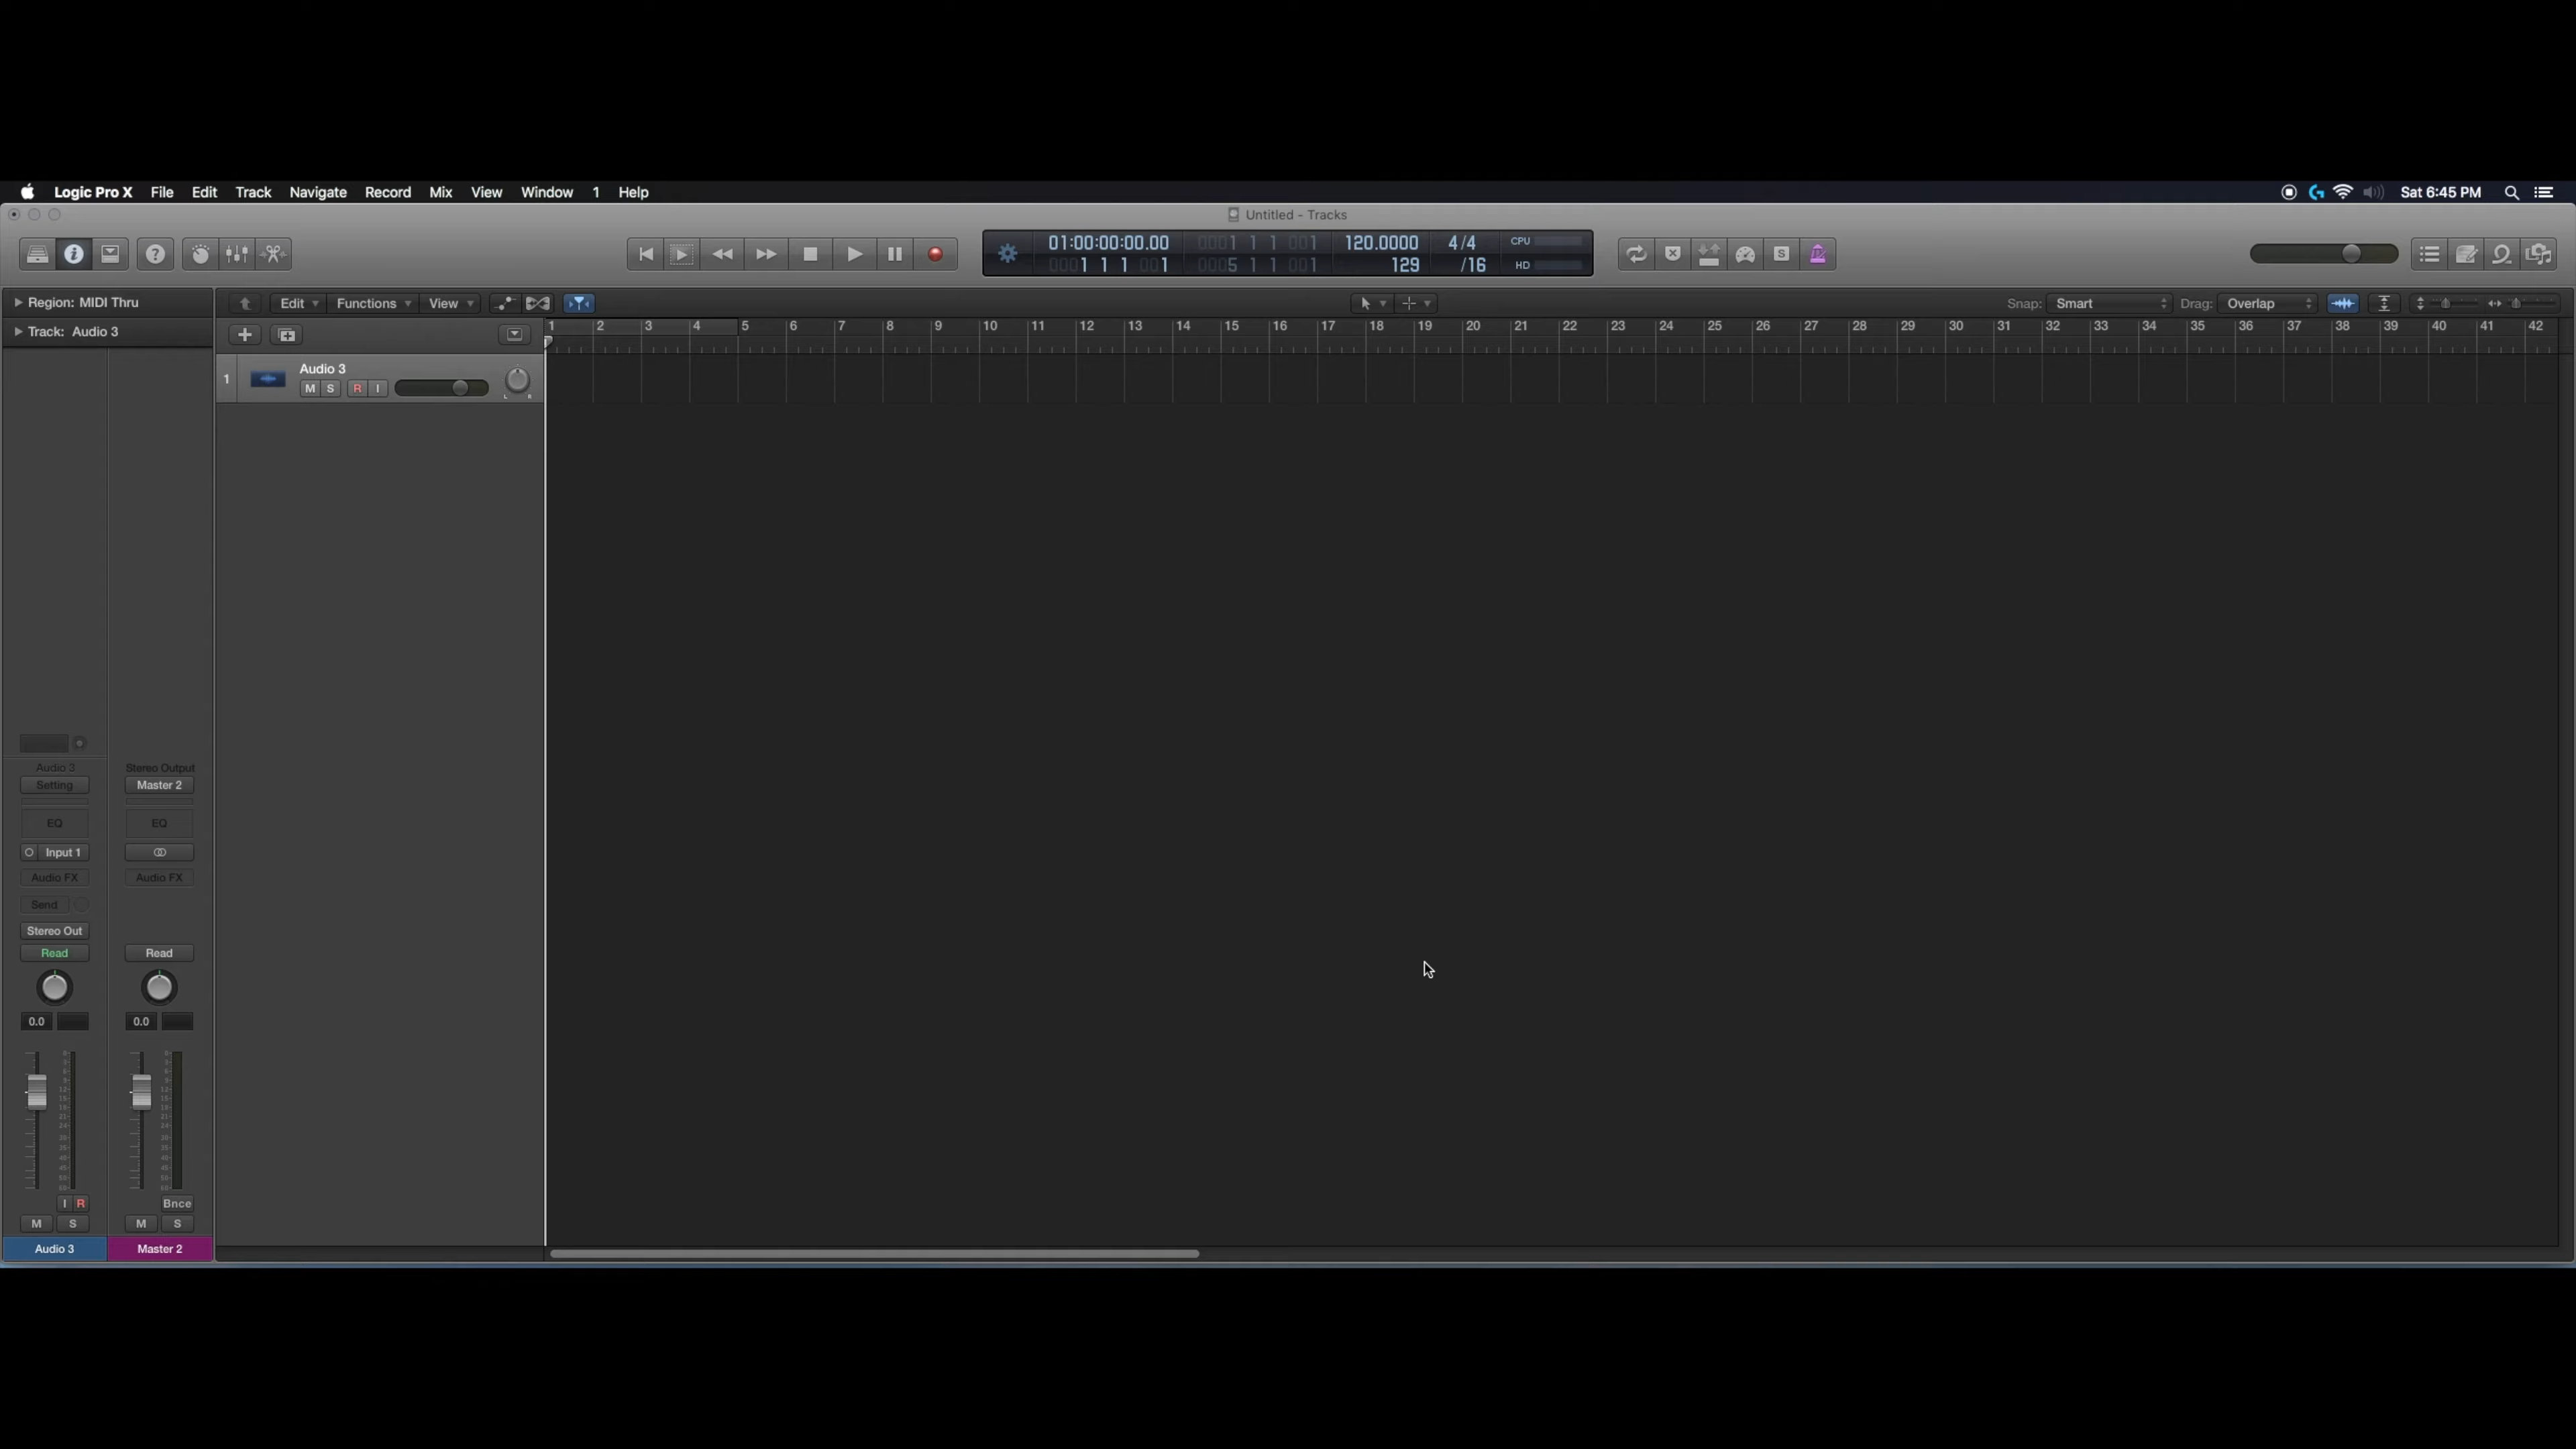 Logic Pro X File Edit Track Navigate Record Mix View Window 1 Help Sat 6:45 PM
Untitled - Tracks
01:00:00:00.00 0001 1 1 001 120.0000 4/4 CPU
0001 1 1 001 0005 1 1 001 129 /16 HD
Region: MIDI Thru Edit Functions View Snap: Smart Drag: Overlap
Track: Audio 3
1 2 3 4 5 6 7 8 9 10 11 12 13 14 15 16 17 18 19 20 21 22 23 24 25 26 27 28 29 30 31 32 33 34 35 36 37 38 39 40 41 42
1 Audio 3
M S R I
L R
Audio 3 Stereo Output
Setting Master 2
EQ EQ
Input 1
Audio FX Audio FX
Send
Stereo Out
Read Read
0.0 0.0
I R Bnce
M S M S
Audio 3 Master 2